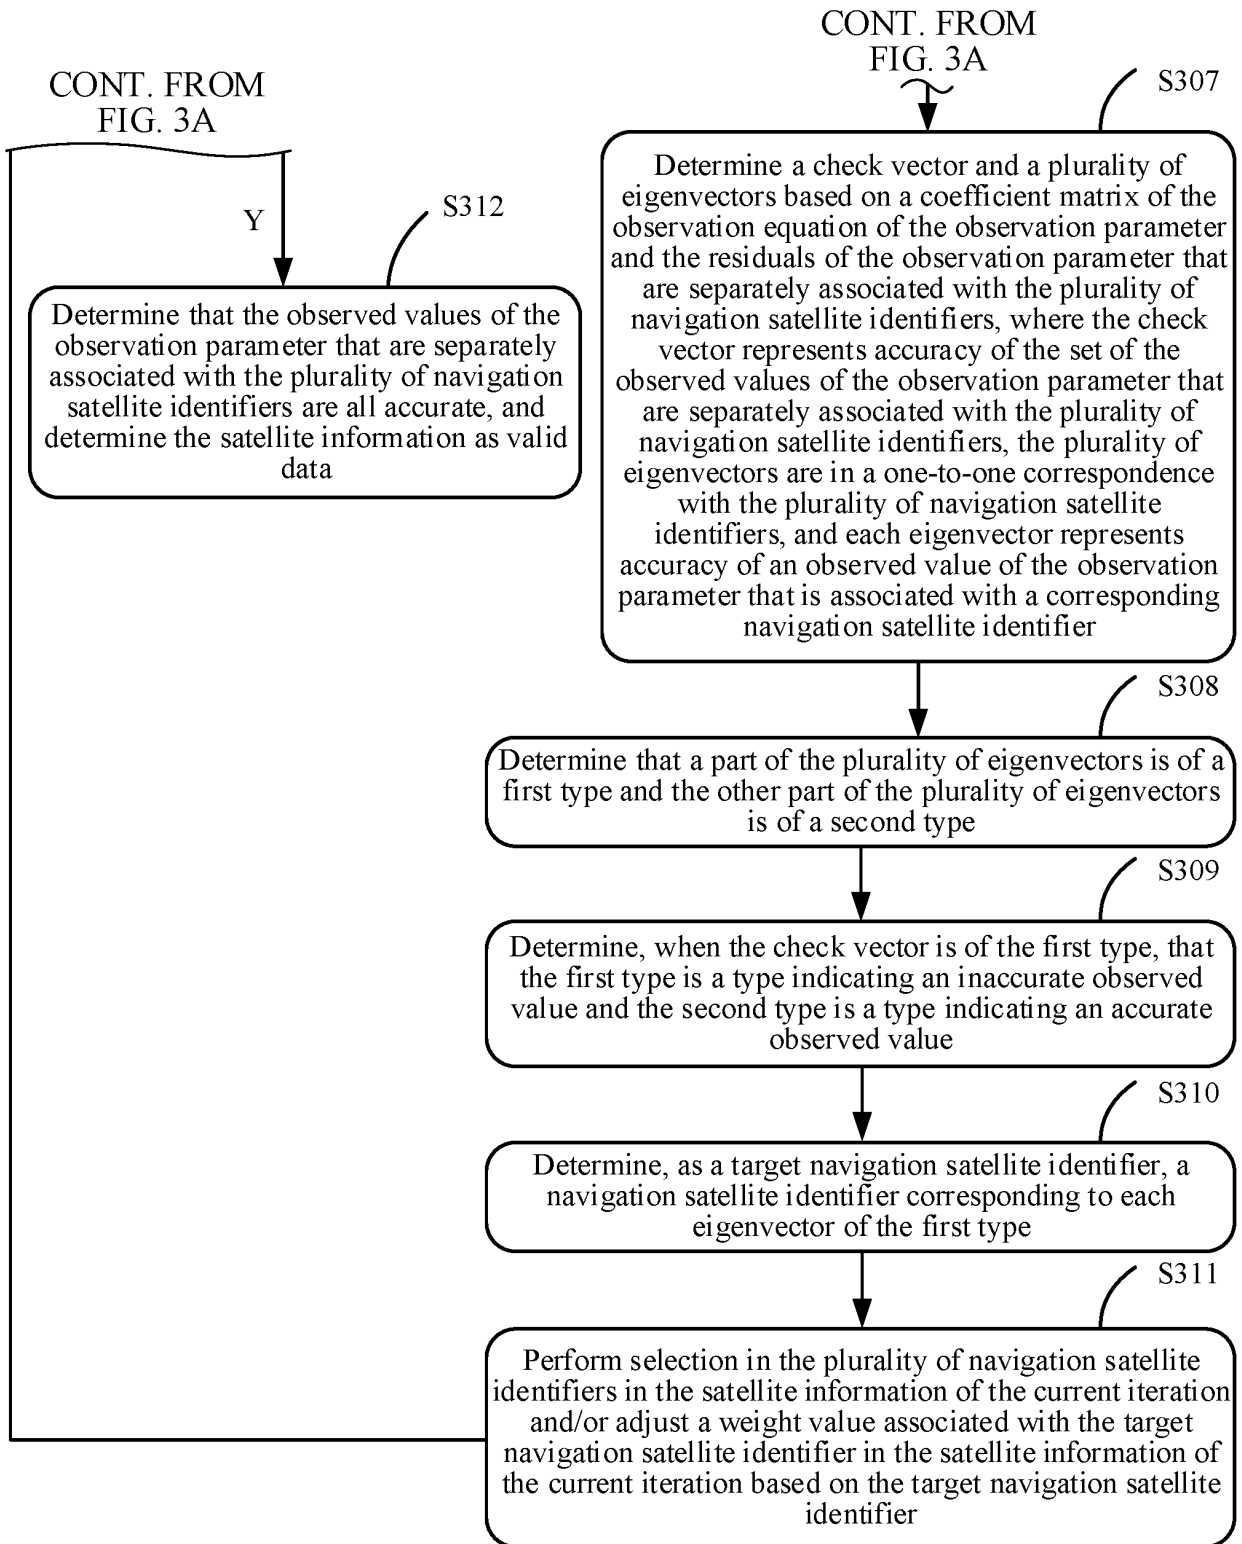 CONT. FROM
FIG. 3A
Y
S312
Determine that the observed values of the
observation parameter that are separately
associated with the plurality of navigation
satellite identifiers are all accurate, and
determine the satellite information as valid
data
CONT. FROM
FIG. 3A
S307
Determine a check vector and a plurality of
eigenvectors based on a coefficient matrix of the
observation equation of the observation parameter
and the residuals of the observation parameter that
are separately associated with the plurality of
navigation satellite identifiers, where the check
vector represents accuracy of the set of the
observed values of the observation parameter that
are separately associated with the plurality of
navigation satellite identifiers, the plurality of
eigenvectors are in a one-to-one correspondence
with the plurality of navigation satellite
identifiers, and each eigenvector represents
accuracy of an observed value of the observation
parameter that is associated with a corresponding
navigation satellite identifier
S308
Determine that a part of the plurality of eigenvectors is of a
first type and the other part of the plurality of eigenvectors
is of a second type
S309
Determine, when the check vector is of the first type, that
the first type is a type indicating an inaccurate observed
value and the second type is a type indicating an accurate
observed value
S310
Determine, as a target navigation satellite identifier, a
navigation satellite identifier corresponding to each
eigenvector of the first type
S311
Perform selection in the plurality of navigation satellite
identifiers in the satellite information of the current iteration
and/or adjust a weight value associated with the target
navigation satellite identifier in the satellite information of
the current iteration based on the target navigation satellite
identifier